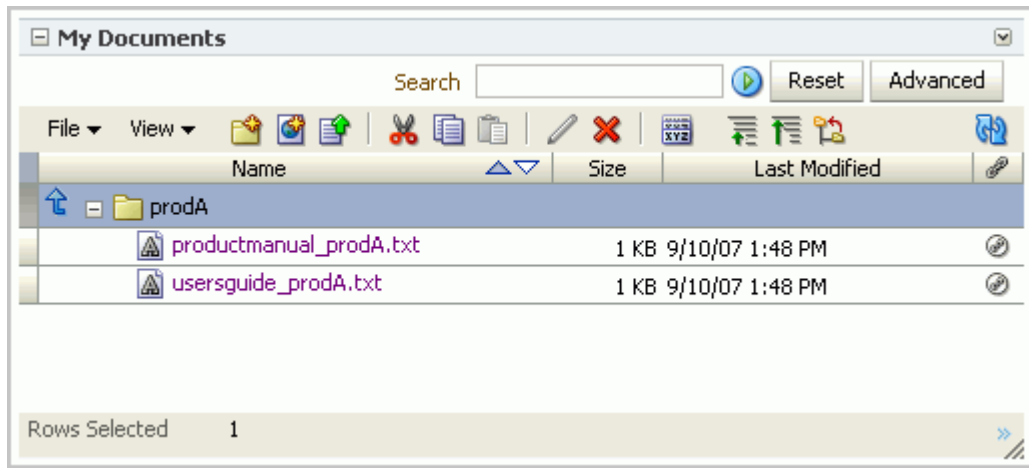 My Documents
Search Reset Advanced
File View XYZ
Name Size Last Modified
prodA
productmanual_prodA.txt 1 KB 9/10/07 1:48 PM
usersguide_prodA.txt 1 KB 9/10/07 1:48 PM
Rows Selected 1